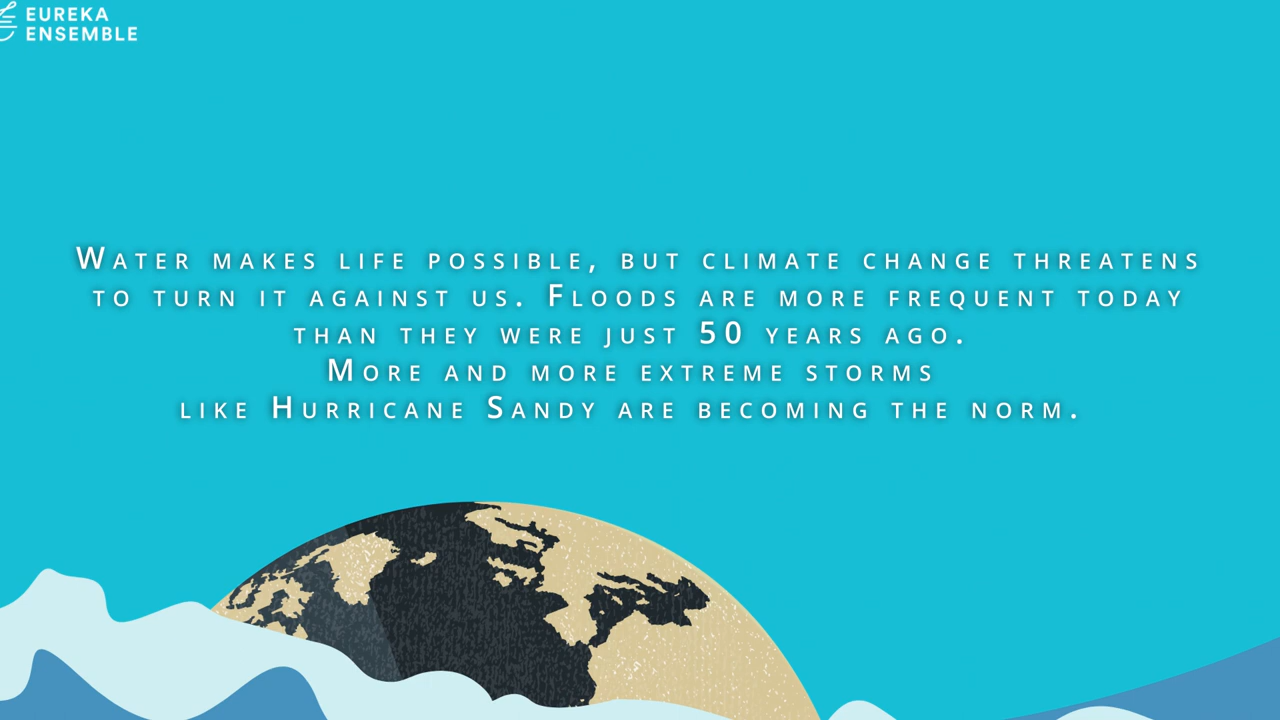 EUREKA
ENSEMBLE
Water makes life possible, but climate change threatens
to turn it against us. Floods are more frequent today
than they were just 50 years ago.
More and more extreme storms
like Hurricane Sandy are becoming the norm.